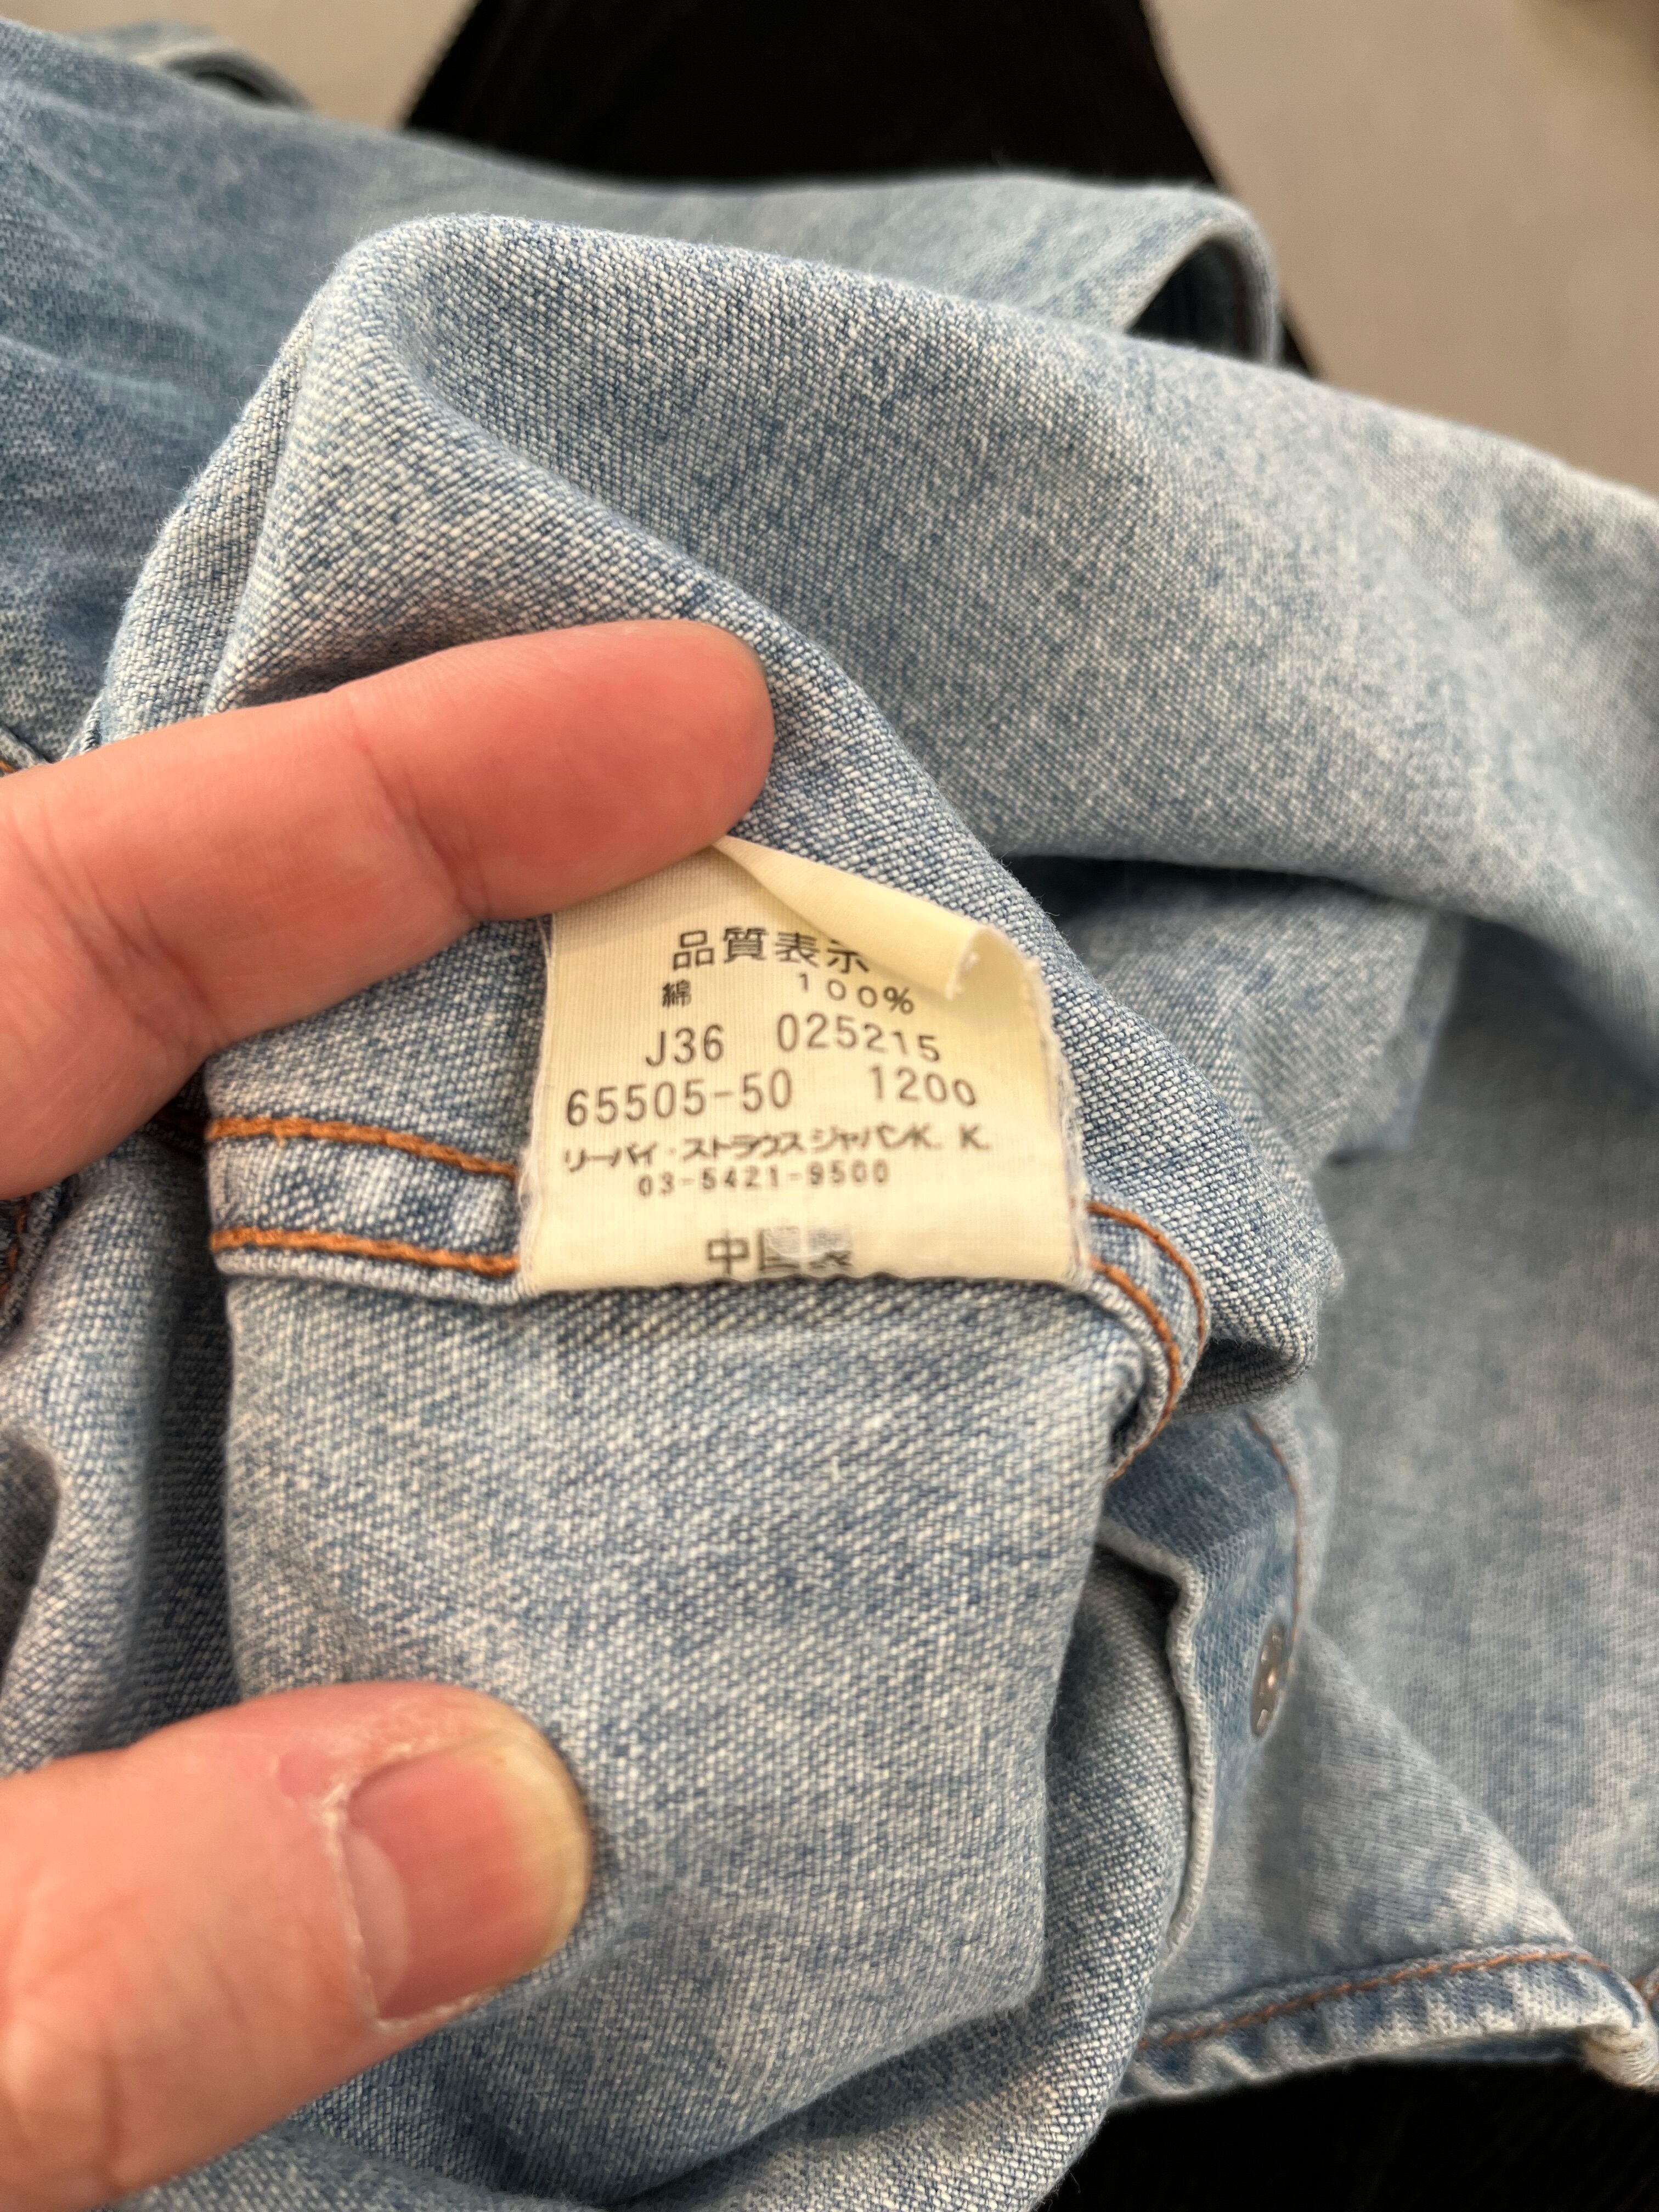 品質表示
綿 100%
J36 025215
65505-50 1200
リーバイ・ストラウスジャパンK. K.
03-5421-9500
中国製